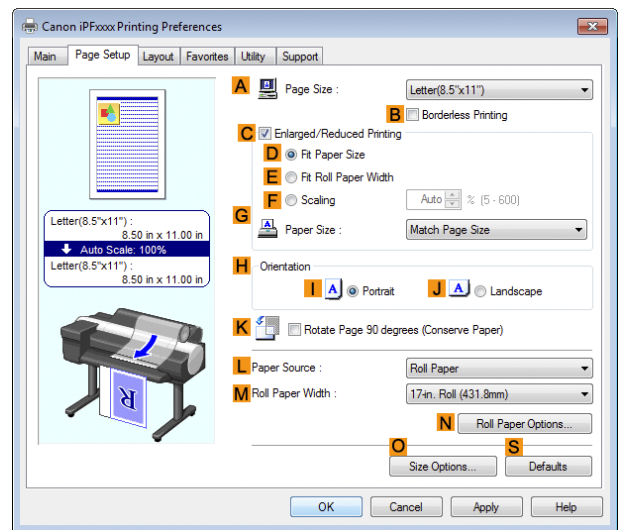 Canon iPFxxxx Printing Preferences
Main Page Setup Layout Favorites Utility Support
A Page Size : Letter(8.5"x11")
B Borderless Printing
C Enlarged/Reduced Printing
D Fit Paper Size
E Fit Roll Paper Width
F Scaling Auto % (5 - 600)
G Paper Size : Match Page Size
Letter(8.5"x11") :
8.50 in x 11.00 in
Auto Scale: 100%
Letter(8.5"x11") :
8.50 in x 11.00 in
H Orientation
I A Portrait J A Landscape
K Rotate Page 90 degrees (Conserve Paper)
R
L Paper Source : Roll Paper
M Roll Paper Width : 17-in. Roll (431.8mm)
N Roll Paper Options...
O S
Size Options... Defaults
OK Cancel Apply Help